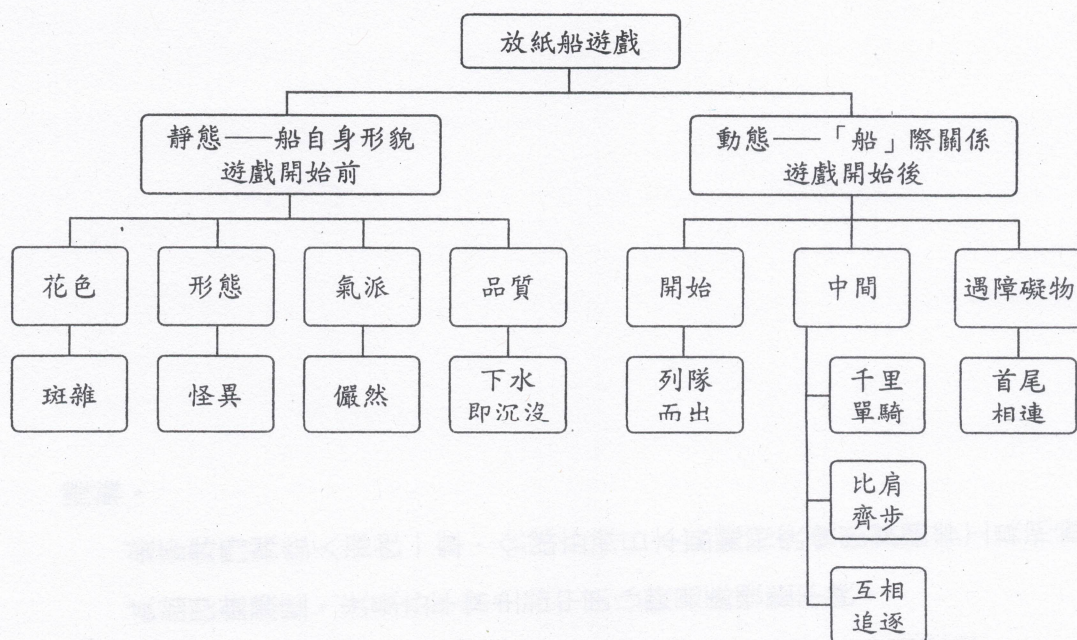 放紙船遊戲
靜態——船自身形貌
遊戲開始前
動態——「船」際關係
遊戲開始後
花色
形態
氣派
品質
開始
中間
遇障礙物
斑雜
怪異
儼然
下水
即沉沒
列隊
而出
千里
單騎
首尾
相連
比肩
齊步
互相
追逐